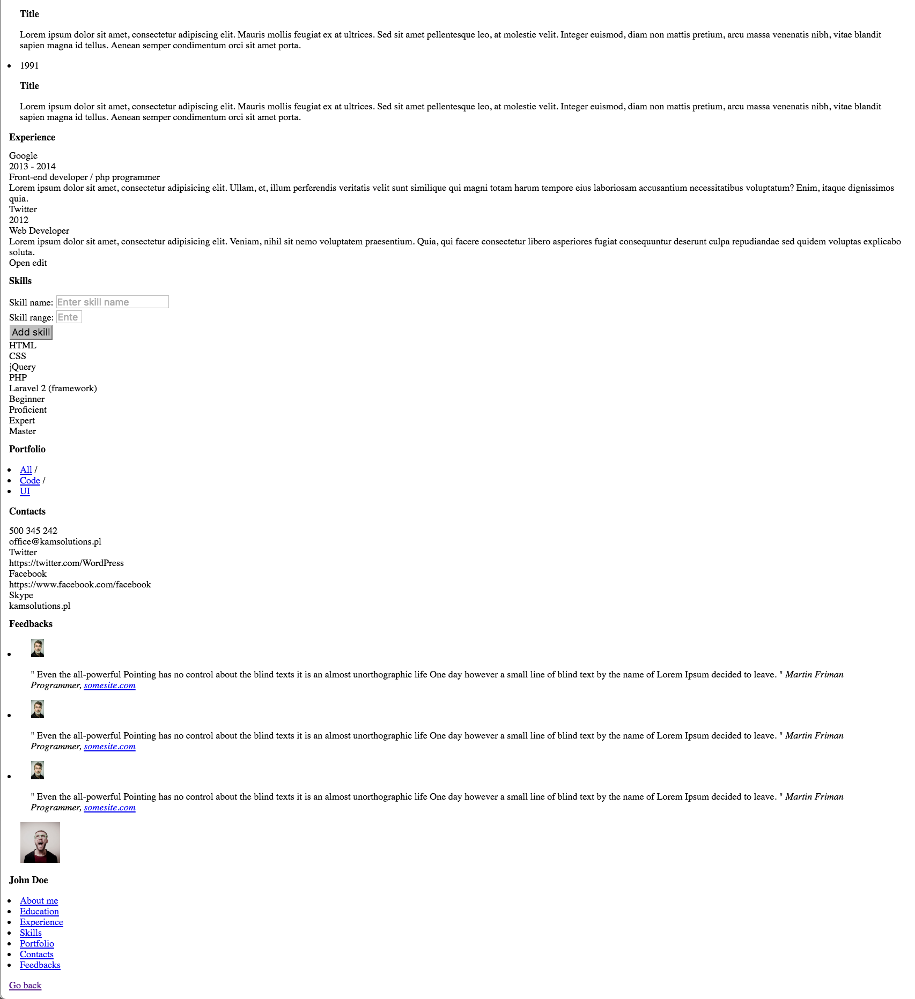 Title
Lorem ipsum dolor sit amet, consectetur adipiscing elit. Mauris mollis feugiat ex at ultrices. Sed sit amet pellentesque leo, at molestie velit. Integer euismod, diam non mattis pretium, arcu massa venenatis nibh, vitae blandit
sapien magna id tellus. Aenean semper condimentum orci sit amet porta.
1991
Title
Lorem ipsum dolor sit amet, consectetur adipiscing elit. Mauris mollis feugiat ex at ultrices. Sed sit amet pellentesque leo, at molestie velit. Integer euismod, diam non mattis pretium, arcu massa venenatis nibh, vitae blandit
sapien magna id tellus. Aenean semper condimentum orci sit amet porta.
Experience
Google
2013 - 2014
Front-end developer / php programmer
Lorem ipsum dolor sit amet, consectetur adipisicing elit. Ullam, et, illum perferendis veritatis velit sunt similique qui magni totam harum tempore eius laboriosam accusantium necessitatibus voluptatum? Enim, itaque dignissimos
quia.
Twitter
2012
Web Developer
Lorem ipsum dolor sit amet, consectetur adipisicing elit. Veniam, nihil sit nemo voluptatem praesentium. Quia, qui facere consectetur libero asperiores fugiat consequuntur deserunt culpa repudiandae sed quidem voluptas explicabo
soluta.
Open edit
Skills
Skill name: Enter skill name
Skill range: Ente
Add skill
HTML
CSS
jQuery
PHP
Laravel 2 (framework)
Beginner
Proficient
Expert
Master
Portfolio
All /
Code /
UI
Contacts
500 345 242
office@kamsolutions.pl
Twitter
https://twitter.com/WordPress
Facebook
https://www.facebook.com/facebook
Skype
kamsolutions.pl
Feedbacks
" Even the all-powerful Pointing has no control about the blind texts it is an almost unorthographic life One day however a small line of blind text by the name of Lorem Ipsum decided to leave. " Martin Friman
Programmer, somesite.com
" Even the all-powerful Pointing has no control about the blind texts it is an almost unorthographic life One day however a small line of blind text by the name of Lorem Ipsum decided to leave. " Martin Friman
Programmer, somesite.com
" Even the all-powerful Pointing has no control about the blind texts it is an almost unorthographic life One day however a small line of blind text by the name of Lorem Ipsum decided to leave. " Martin Friman
Programmer, somesite.com
John Doe
About me
Education
Experience
Skills
Portfolio
Contacts
Feedbacks
Go back